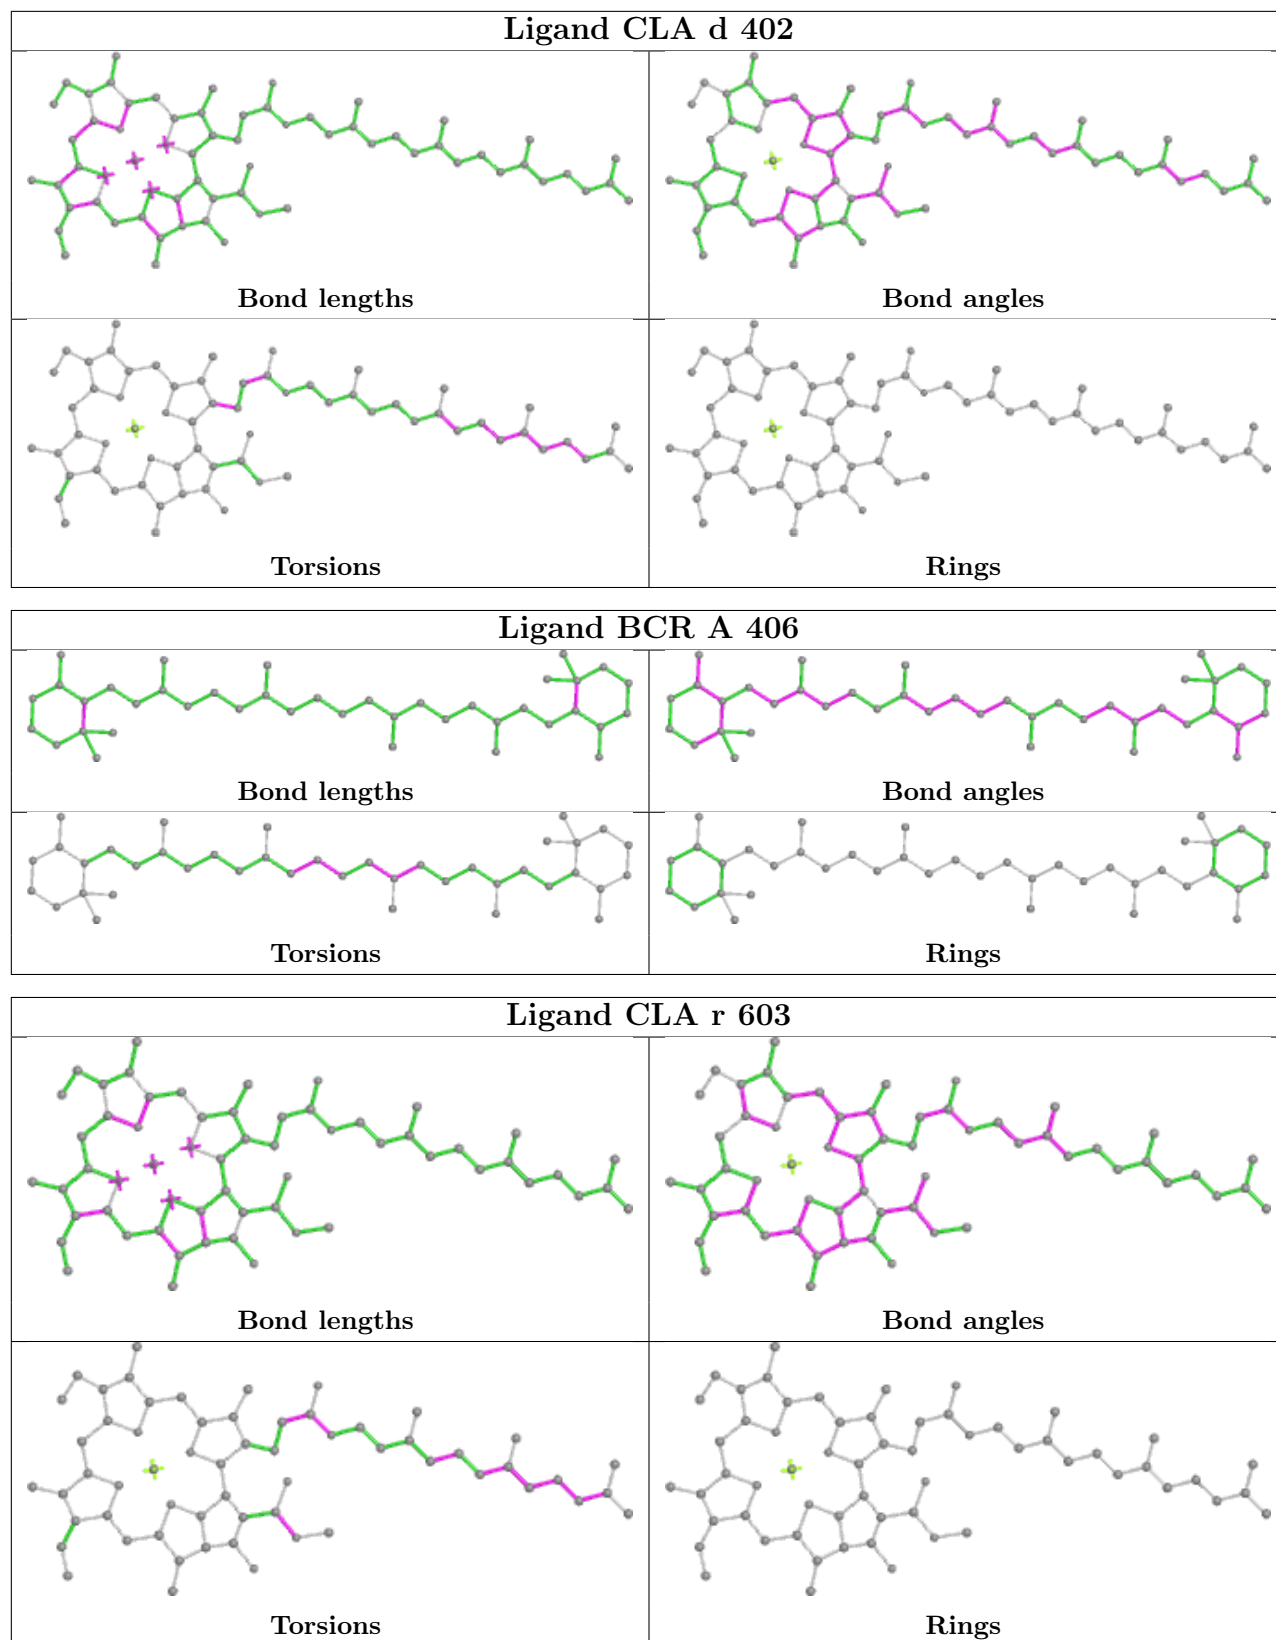 Ligand CLA d 402
Bond lengths
Bond angles
Torsions
Rings
Ligand BCR A 406
Bond lengths
Bond angles
Torsions
Rings
Ligand CLA r 603
Bond lengths
Bond angles
Torsions
Rings